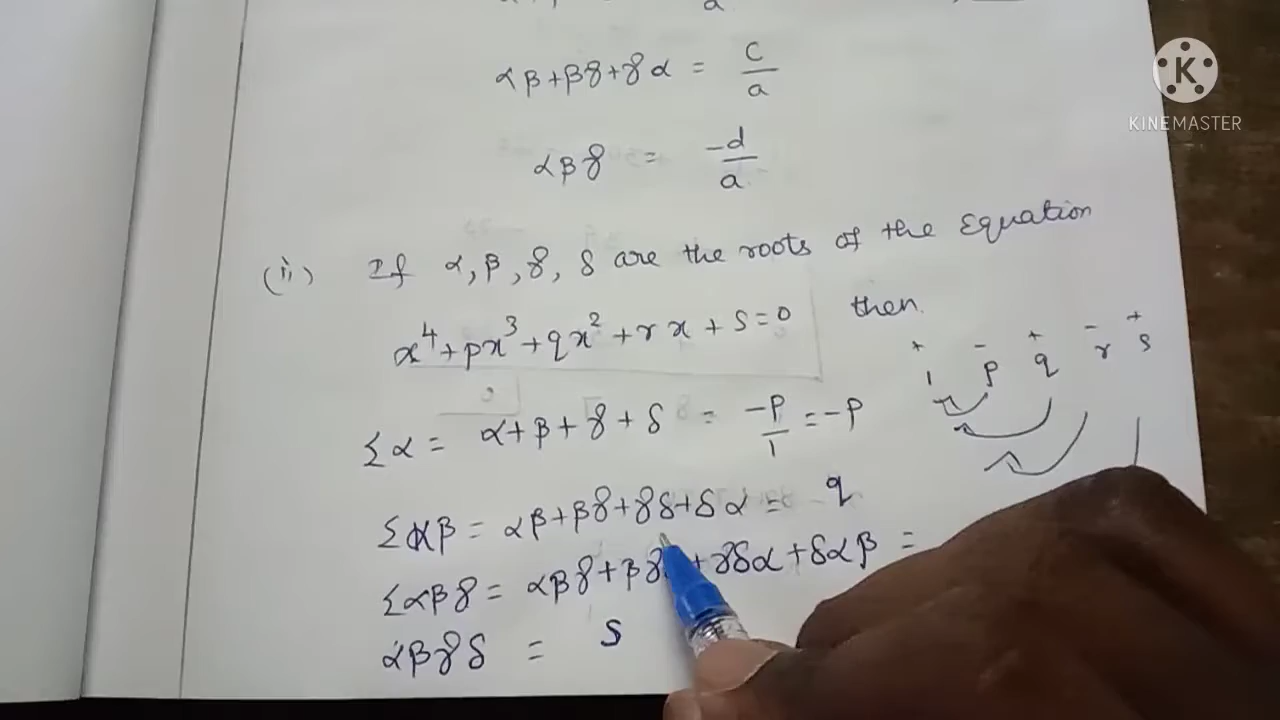 a
αβ+βγ+γα = c/a
αβγ = -d/a
(ii) If α, β, γ, δ are the roots of the Equation
x⁴+px³+qx²+rx+s=0 then
+ - + - +
1 p q r s
Σα = α+β+γ+δ = -p/1 = -p
Σαβ = αβ+βγ+γδ+δα = q
Σαβγ = αβγ+βγ +γδα+δαβ =
αβγδ = s
K
KINEMASTER